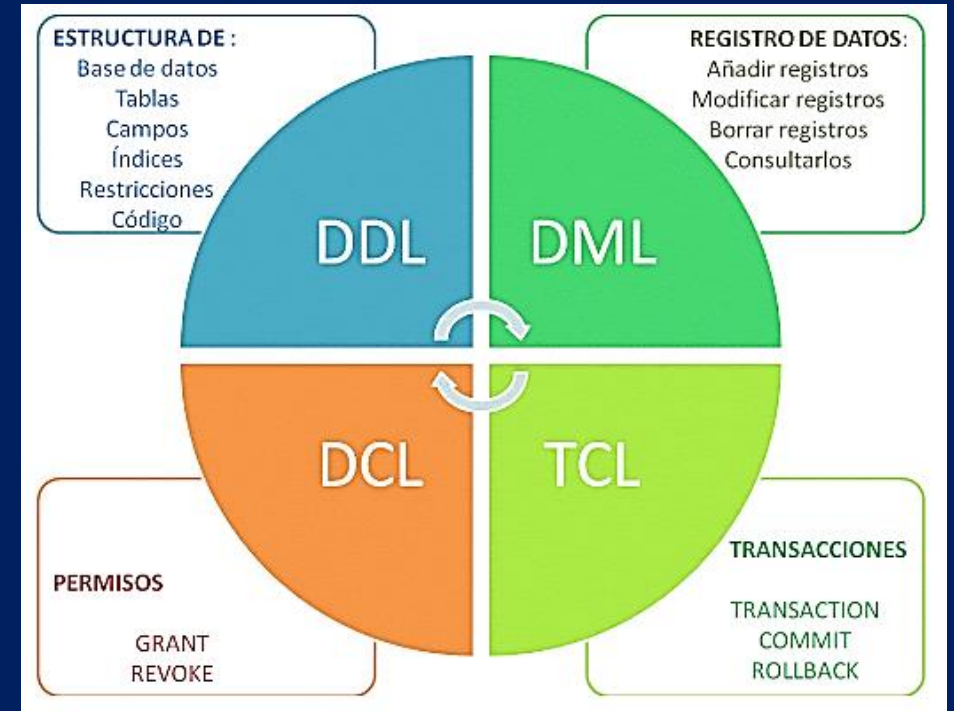 ESTRUCTURA DE :
Base de datos
Tablas
Campos
Índices
Restricciones
Código
REGISTRO DE DATOS:
Añadir registros
Modificar registros
Borrar registros
Consultarlos
DDL
DML
DCL
TCL
PERMISOS
GRANT
REVOKE
TRANSACCIONES
TRANSACTION
COMMIT
ROLLBACK